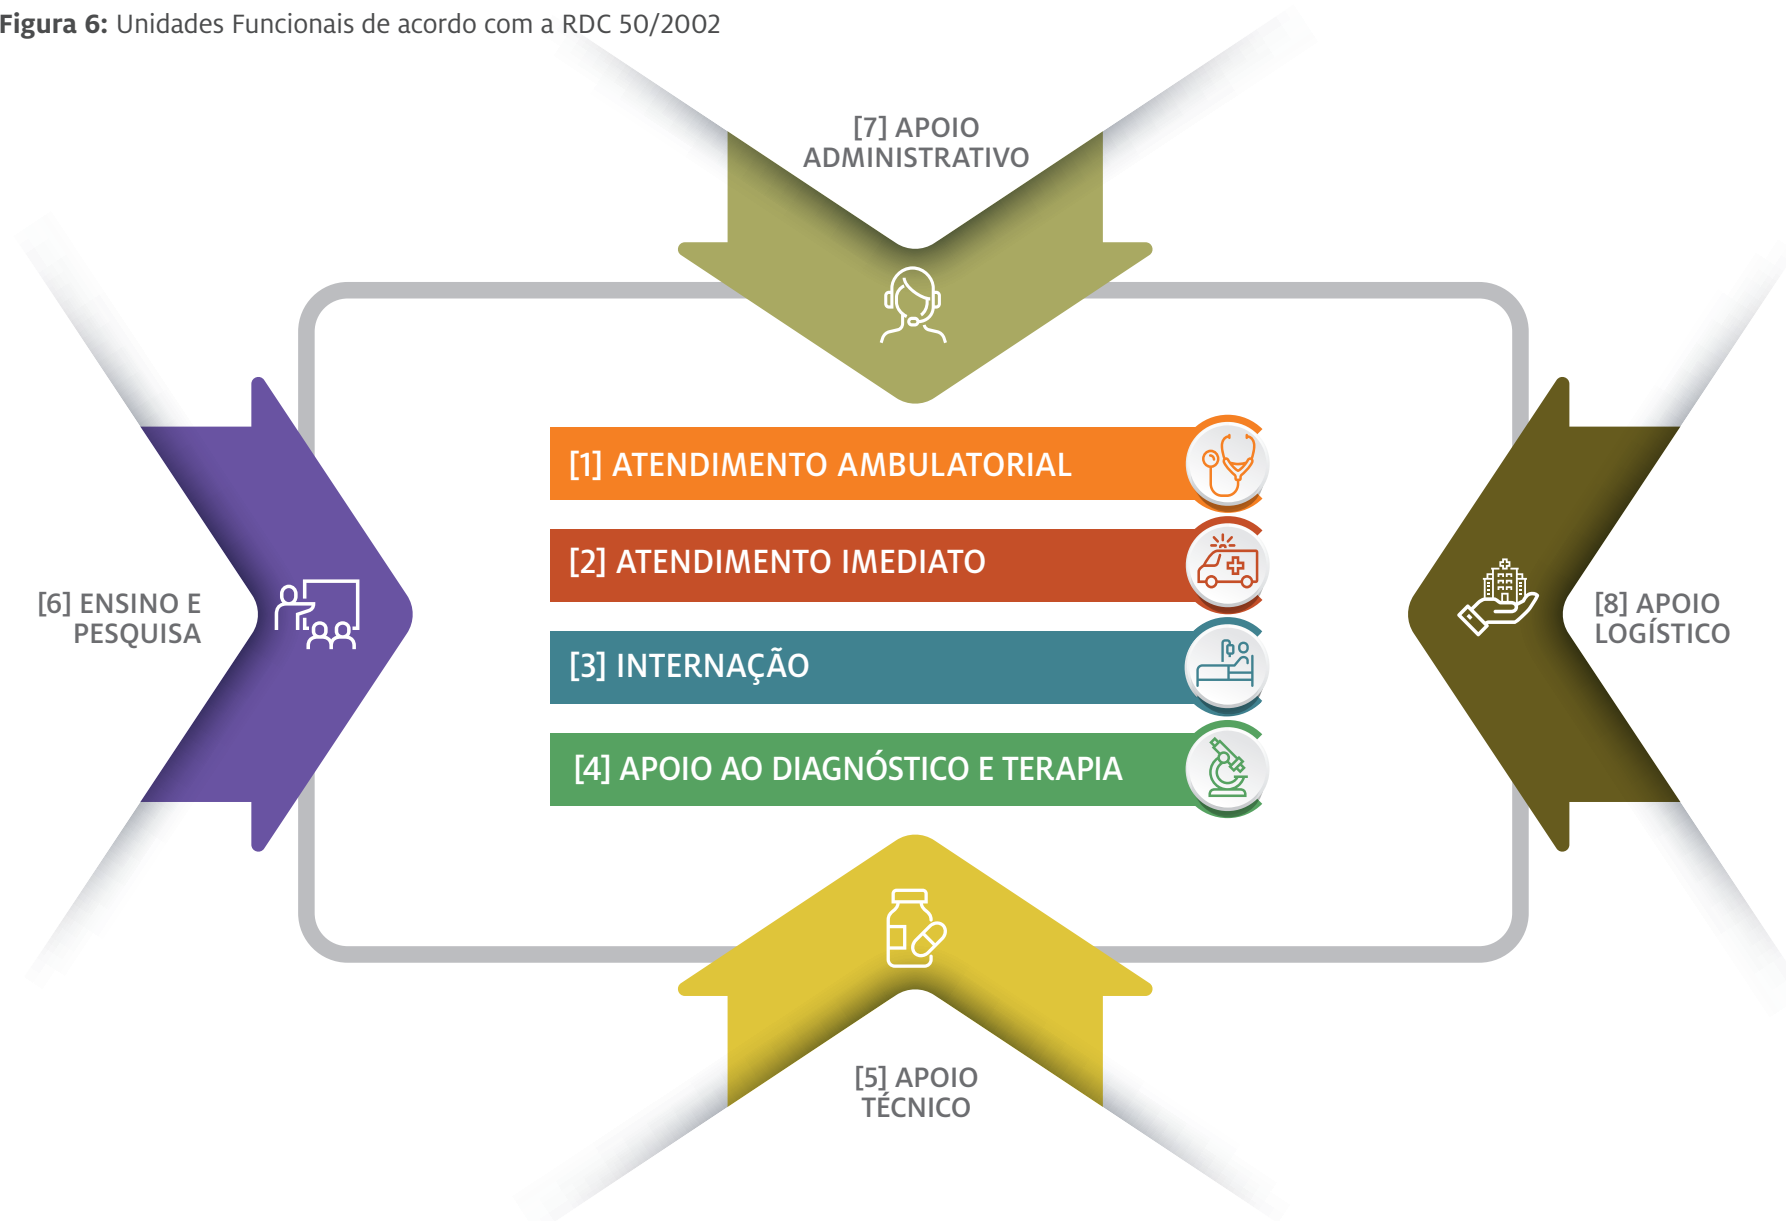 Figura 6: Unidades Funcionais de acordo com a RDC 50/2002
[7] APOIO
ADMINISTRATIVO
[1] ATENDIMENTO AMBULATORIAL
[2] ATENDIMENTO IMEDIATO
[3] INTERNAÇÃO
[4] APOIO AO DIAGNÓSTICO E TERAPIA
[6] ENSINO E
PESQUISA
[8] APOIO
LOGÍSTICO
[5] APOIO
TÉCNICO